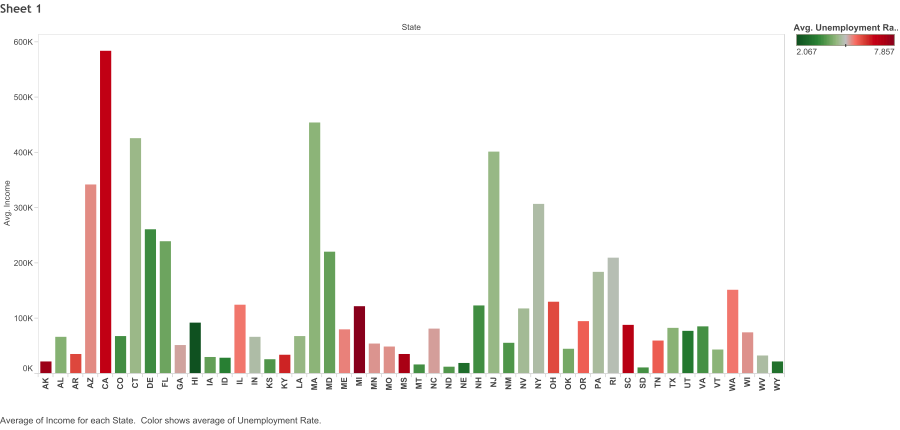 Sheet 1
State
Avg. Unemployment Ra..
2.067 7.857
600K
500K
400K
300K
200K
100K
0K
Avg. Income
AK AL AR AZ CA CO CT DE FL GA HI IA ID IL IN KS KY LA MA MD ME MI MN MO MS MT NC ND NE NH NJ NM NV NY OH OK OR PA RI SC SD TN TX UT VA VT WA WI WV WY
Average of Income for each State. Color shows average of Unemployment Rate.